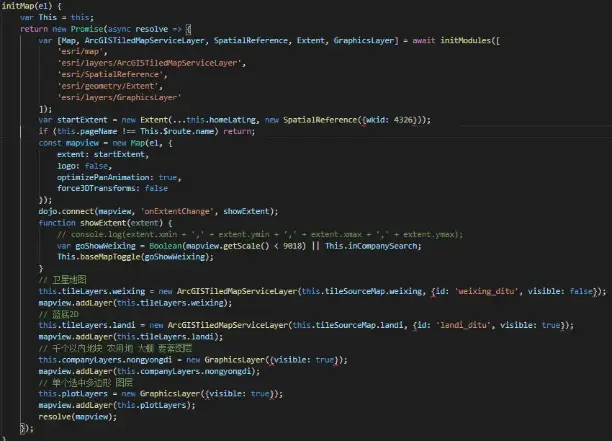 initMap(el) {
var This = this;
return new Promise(async resolve => {
var [Map, ArcGISTiledMapServiceLayer, SpatialReference, Extent, GraphicsLayer] = await initModules([
'esri/map',
'esri/layers/ArcGISTiledMapServiceLayer',
'esri/SpatialReference',
'esri/geometry/Extent',
'esri/layers/GraphicsLayer'
]);
var startExtent = new Extent(...this.homeLatLng, new SpatialReference({wkid: 4326}));
if (this.pageName !== This.$route.name) return;
const mapview = new Map(el, {
extent: startExtent,
logo: false,
optimizePanAnimation: true,
force3DTransforms: false
});
dojo.connect(mapview, 'onExtentChange', showExtent);
function showExtent(extent) {
// console.log(extent.xmin + ',' + extent.ymin + ',' + extent.xmax + ',' + extent.ymax);
var goShowWeixing = Boolean(mapview.getScale() < 9018) || This.inCompanySearch;
This.baseMapToggle(goShowWeixing);
}
// 卫星地图
this.tileLayers.weixing = new ArcGISTiledMapServiceLayer(this.tileSourceMap.weixing, {id: 'weixing_ditu', visible: false});
mapview.addLayer(this.tileLayers.weixing);
// 蓝底2D
this.tileLayers.landi = new ArcGISTiledMapServiceLayer(this.tileSourceMap.landi, {id: 'landi_ditu', visible: true});
mapview.addLayer(this.tileLayers.landi);
// 千个以内地块 农用地 大棚 要素图层
this.companyLayers.nongyongdi = new GraphicsLayer({visible: true});
mapview.addLayer(this.companyLayers.nongyongdi);
// 单个选中多边形 图层
this.plotLayers = new GraphicsLayer({visible: true});
mapview.addLayer(this.plotLayers);
resolve(mapview);
});